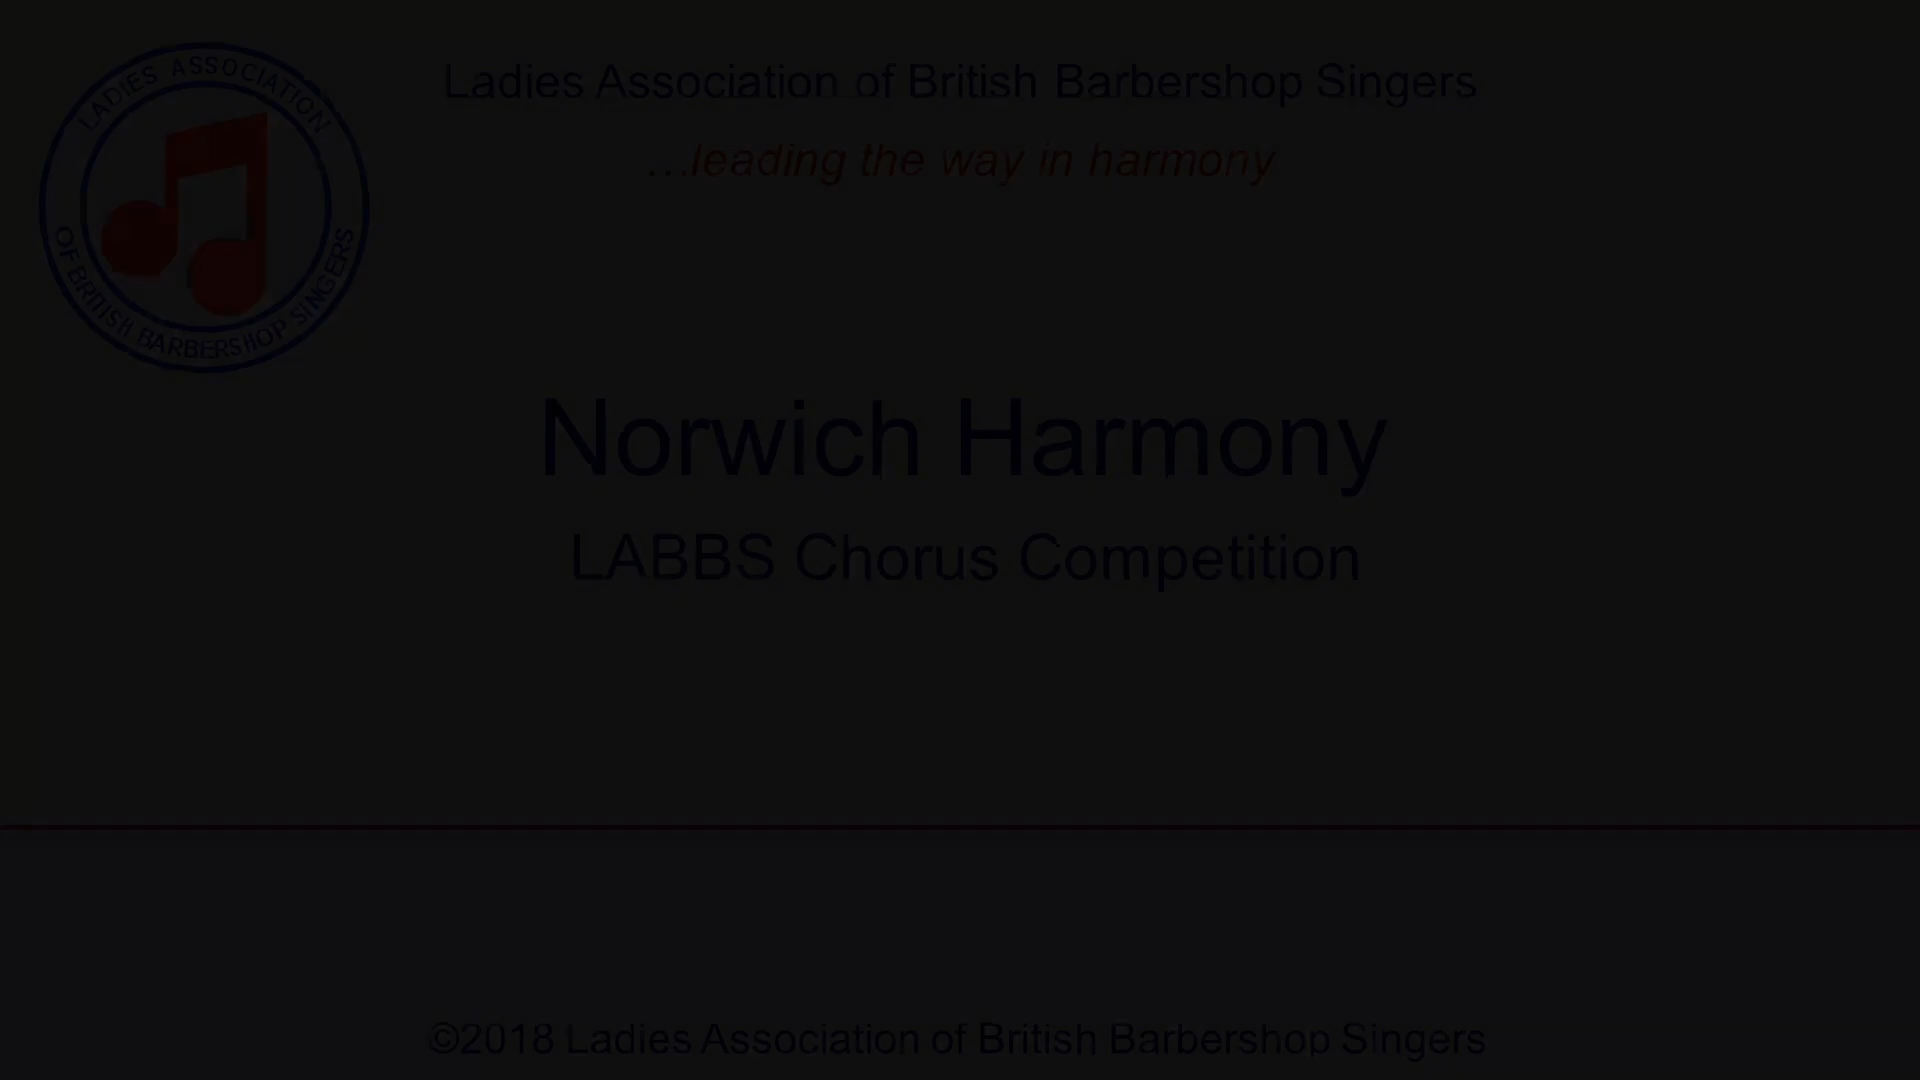 LADIES ASSOCIATION
OF BRITISH BARBERSHOP SINGERS
Ladies Association of British Barbershop Singers
...leading the way in harmony
Norwich Harmony
LABBS Chorus Competition
©2018 Ladies Association of British Barbershop Singers